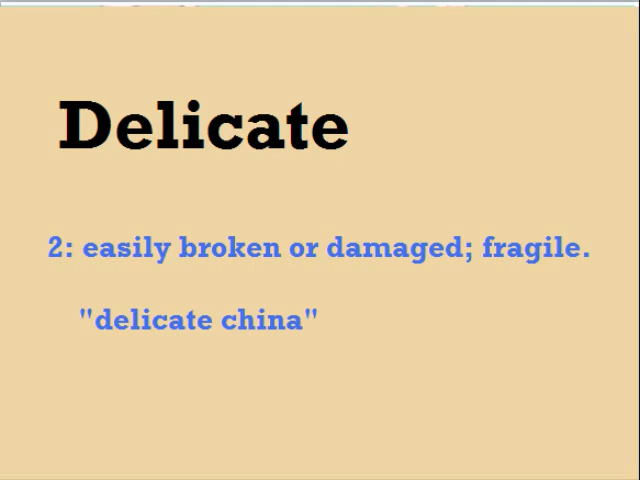 Delicate
2: easily broken or damaged; fragile.
"delicate china"